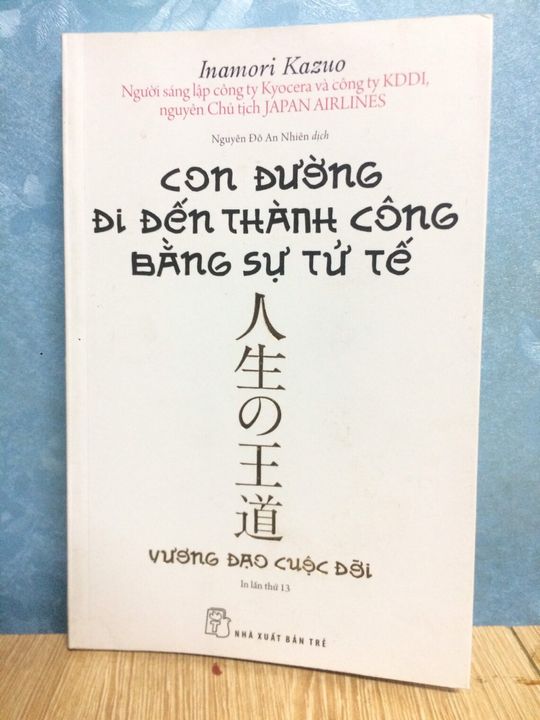 Inamori Kazuo
Người sáng lập công ty Kyocera và công ty KDDI,
nguyên Chủ tịch JAPAN AIRLINES
Nguyễn Đỗ An Nhiên dịch
CON ĐƯỜNG
ĐI ĐẾN THÀNH CÔNG
BẰNG SỰ TỬ TẾ
人生の王道
VƯƠNG ĐẠO CUỘC ĐỜI
In lần thứ 13
NHÀ XUẤT BẢN TRẺ